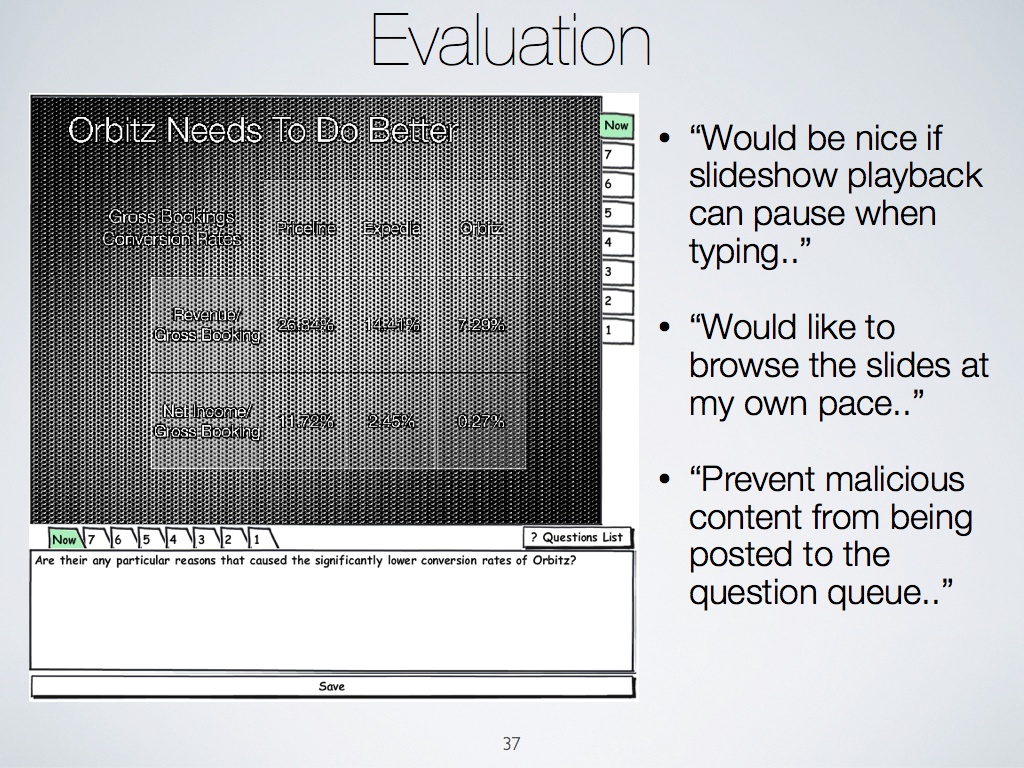 Evaluation
Orbitz Needs To Do Better
Gross Bookings
Conversion Rates
Priceline Expedia Orbitz
Revenue/
Gross Booking
26.84% 14.41% 7.29%
Net Income/
Gross Booking
11.72% 2.45% 0.27%
Now
7
6
5
4
3
2
1
Now 7 6 5 4 3 2 1
? Questions List
Are their any particular reasons that caused the significantly lower conversion rates of Orbitz?
Save
• “Would be nice if
slideshow playback
can pause when
typing..”
• “Would like to
browse the slides at
my own pace..”
• “Prevent malicious
content from being
posted to the
question queue..”
37